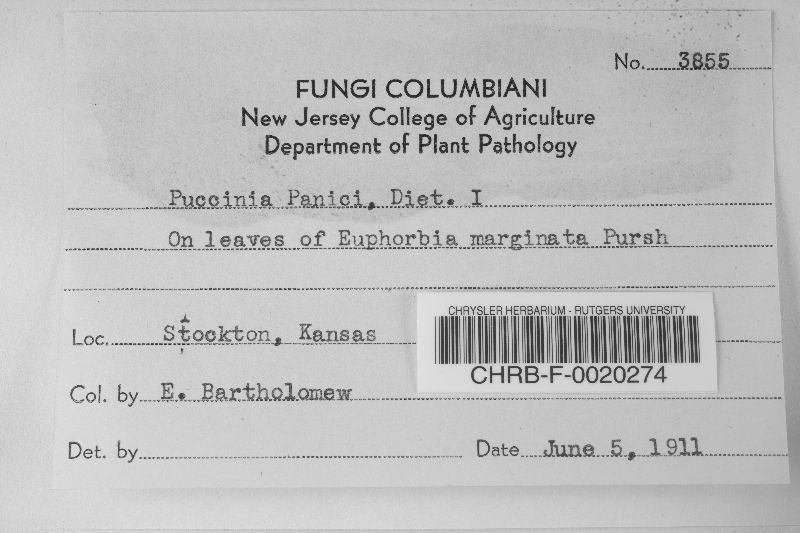 No. 3855
FUNGI COLUMBIANI
New Jersey College of Agriculture
Department of Plant Pathology
Puccinia Panici, Diet. I
On leaves of Euphorbia marginata Pursh
Loc. Stockton, Kansas
CHRYSLER HERBARIUM - RUTGERS UNIVERSITY
CHRB-F-0020274
Col. by E. Bartholomew
Det. by
Date June 5, 1911